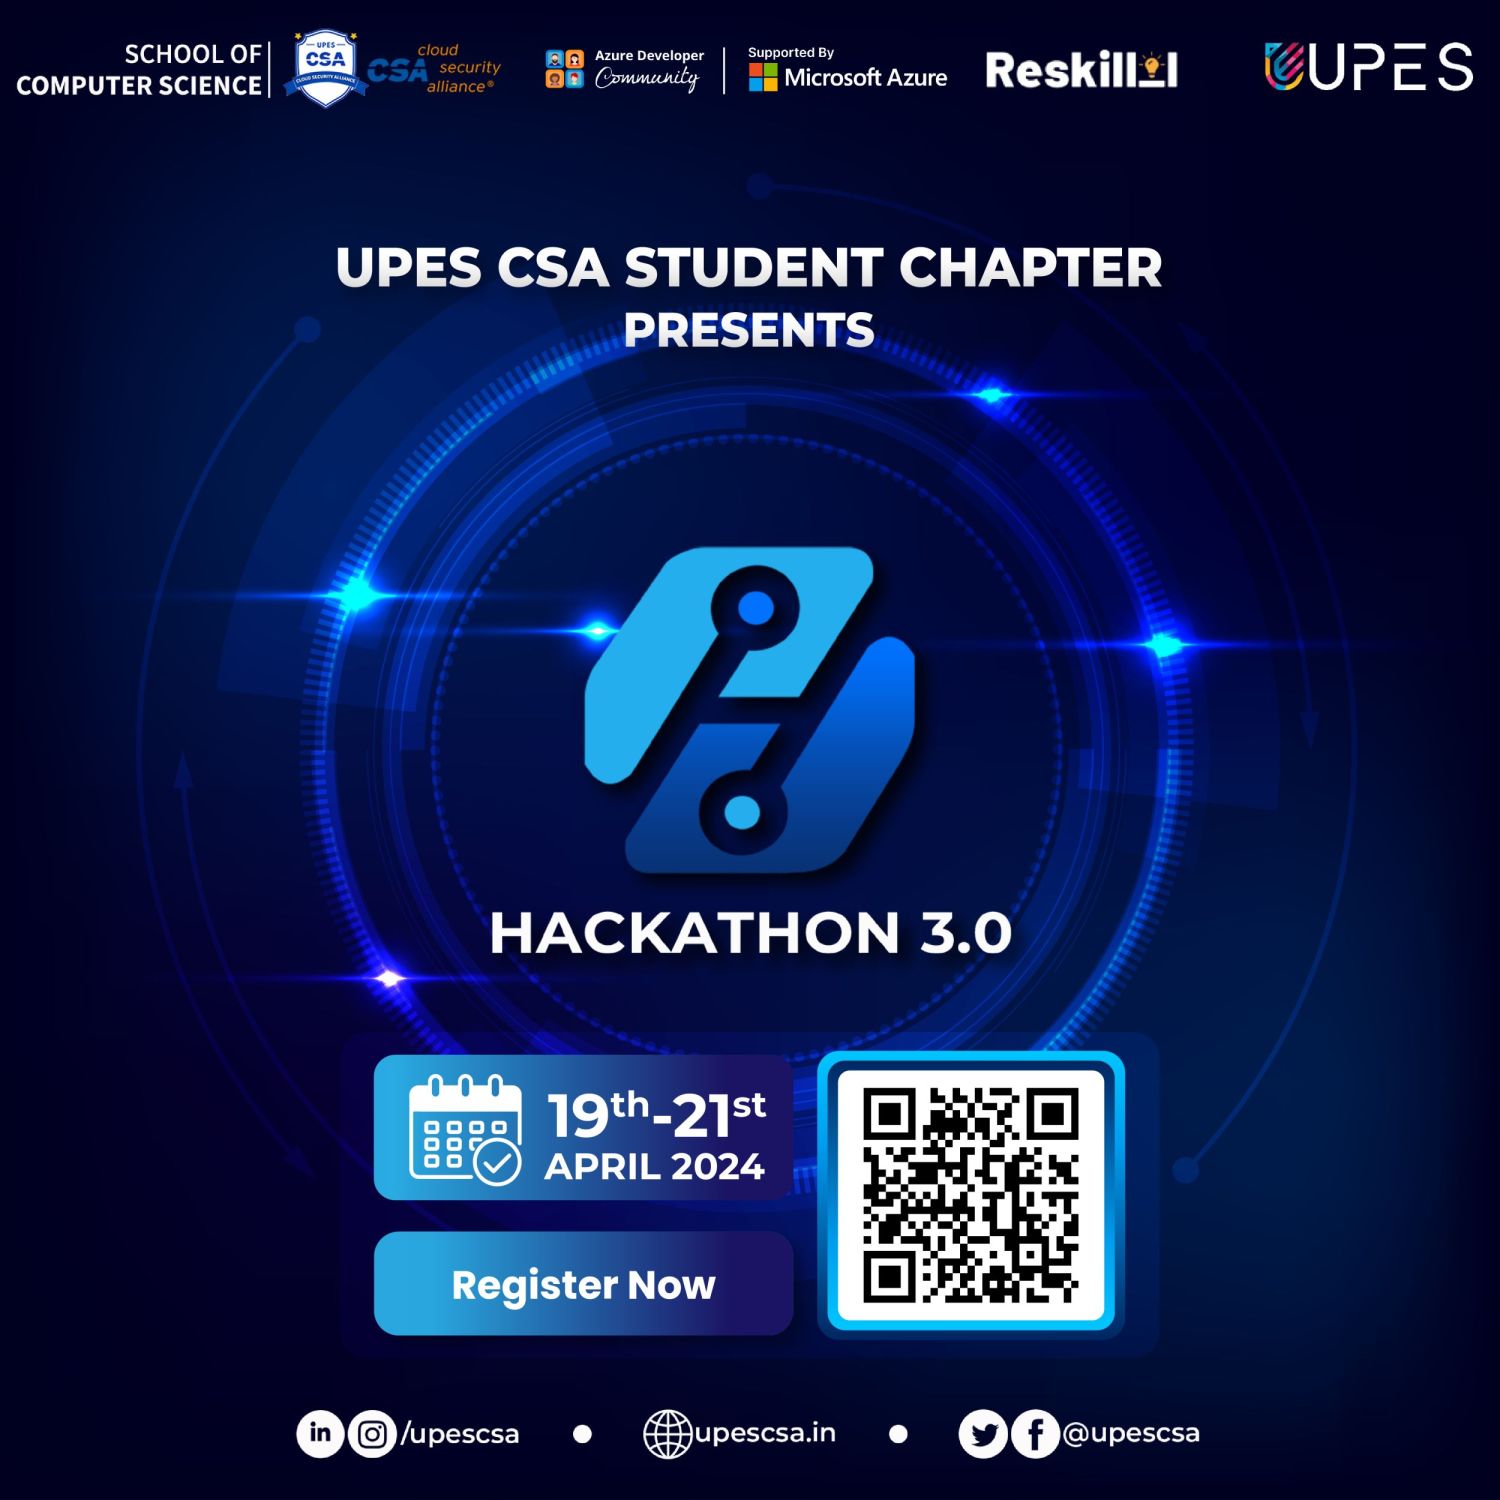 SCHOOL OF
COMPUTER SCIENCE
UPES
CSA
CLOUD SECURITY ALLIANCE
CSA cloud
security
alliance®
Azure Developer
Community
Supported By
Microsoft Azure
Reskilll
UPES
UPES CSA STUDENT CHAPTER
PRESENTS
HACKATHON 3.0
19th-21st
APRIL 2024
Register Now
in /upescsa
upescsa.in
f @upescsa